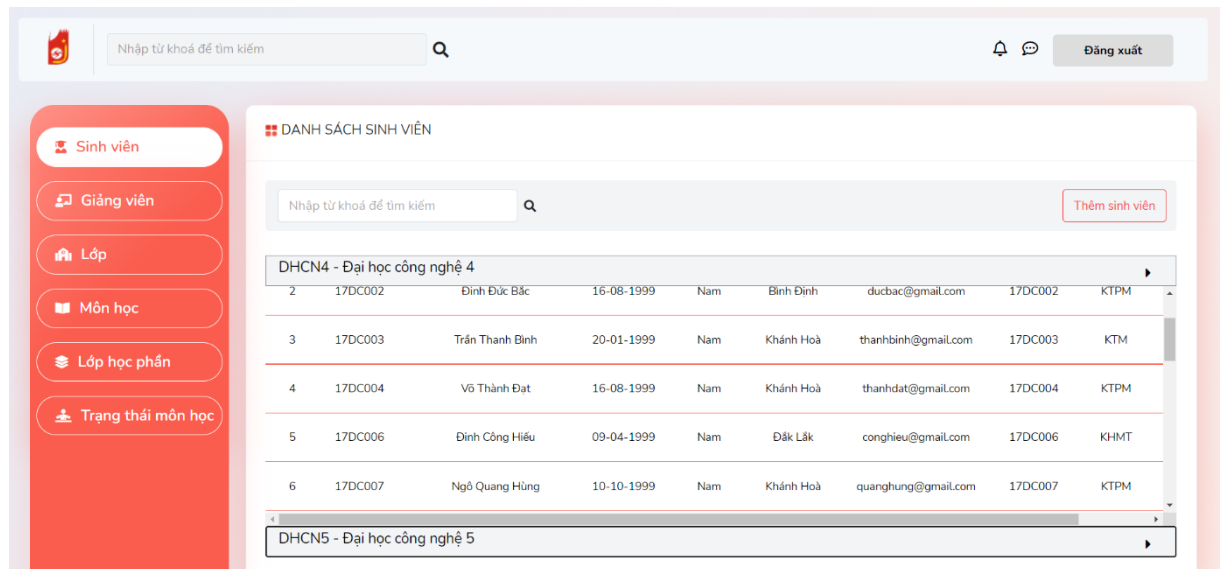 Nhập từ khoá để tìm kiếm
Đăng xuất
Sinh viên
Giảng viên
Lớp
Môn học
Lớp học phần
Trạng thái môn học
DANH SÁCH SINH VIÊN
Nhập từ khoá để tìm kiếm
Thêm sinh viên
DHCN4 - Đại học công nghệ 4
2 17DC002 Đinh Đức Bắc 16-08-1999 Nam Bình Định ducbac@gmail.com 17DC002 KTPM
3 17DC003 Trần Thanh Bình 20-01-1999 Nam Khánh Hoà thanhbinh@gmail.com 17DC003 KTM
4 17DC004 Võ Thành Đạt 16-08-1999 Nam Khánh Hoà thanhdat@gmail.com 17DC004 KTPM
5 17DC006 Đinh Công Hiếu 09-04-1999 Nam Đắk Lắk conghieu@gmail.com 17DC006 KHMT
6 17DC007 Ngô Quang Hùng 10-10-1999 Nam Khánh Hoà quanghung@gmail.com 17DC007 KTPM
DHCN5 - Đại học công nghệ 5